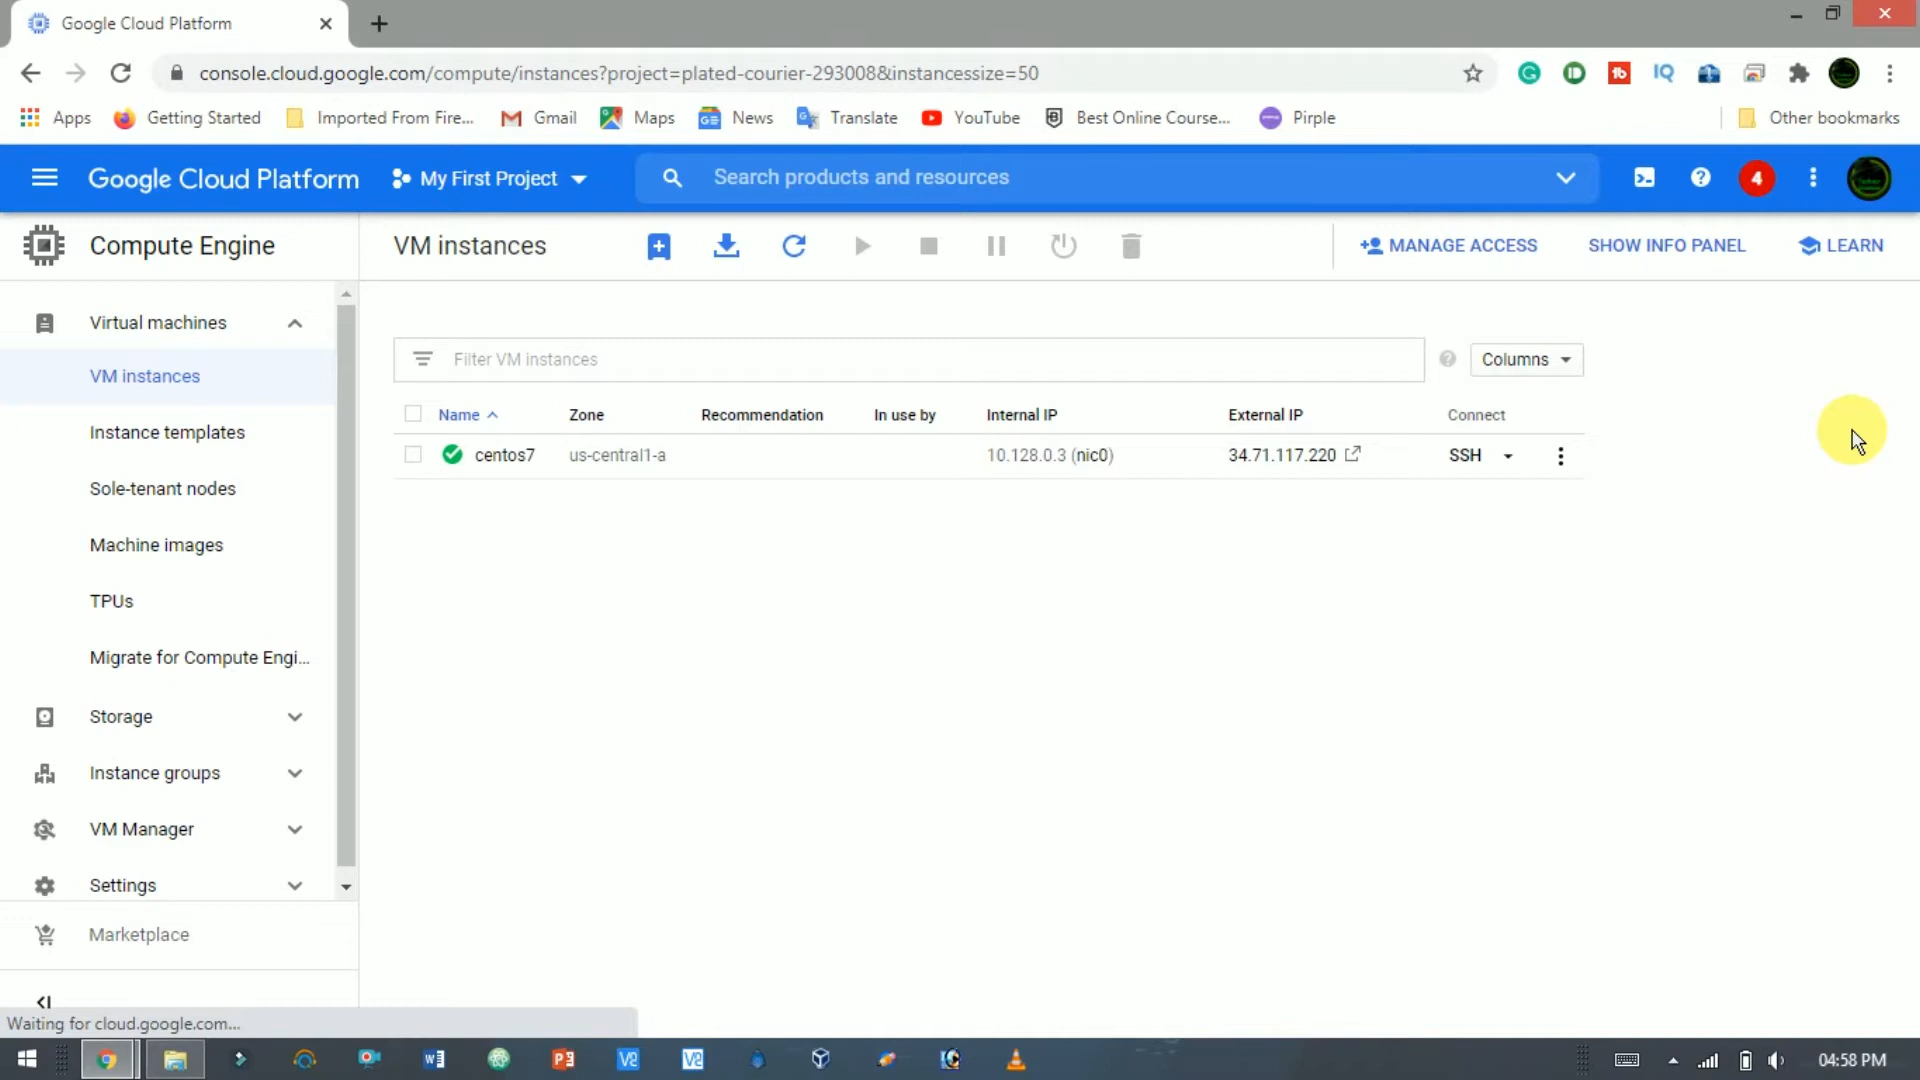 Google Cloud Platform
console.cloud.google.com/compute/instances?project=plated-courier-293008&instancessize=50
Apps Getting Started Imported From Fire... Gmail Maps News Translate YouTube Best Online Course... Pirple Other bookmarks
Google Cloud Platform My First Project Search products and resources 4
Compute Engine VM instances MANAGE ACCESS SHOW INFO PANEL LEARN
Virtual machines
VM instances
Instance templates
Sole-tenant nodes
Machine images
TPUs
Migrate for Compute Engi...
Storage
Instance groups
VM Manager
Settings
Marketplace
Filter VM instances Columns
Name Zone Recommendation In use by Internal IP External IP Connect
centos7 us-central1-a 10.128.0.3 (nic0) 34.71.117.220 SSH
Waiting for cloud.google.com...
04:58 PM